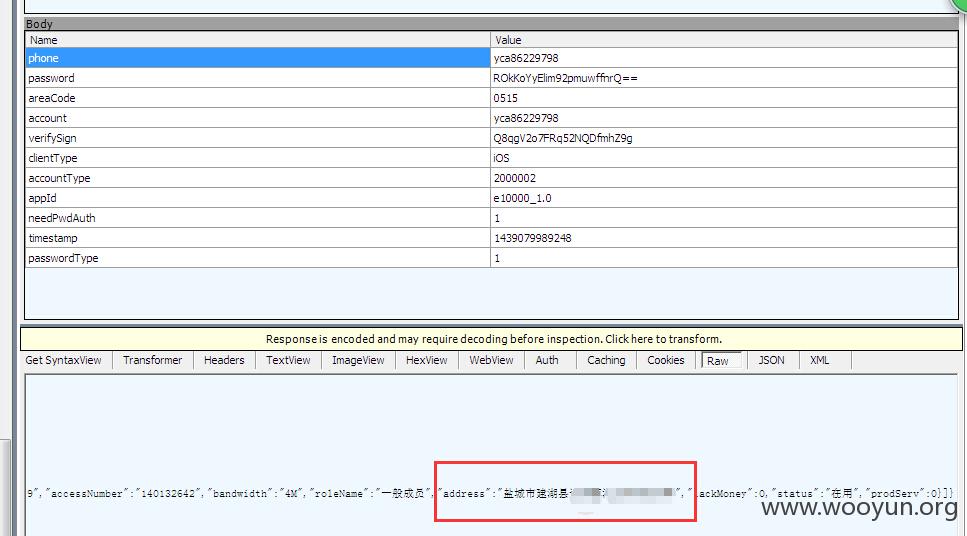 Body
Name Value
phone yca86229798
password ROkKoYyElim92pmuwffnrQ==
areaCode 0515
account yca86229798
verifySign Q8qgV2o7FRq52NQDfmhZ9g
clientType iOS
accountType 2000002
appId e10000_1.0
needPwdAuth 1
timestamp 1439079989248
passwordType 1
Response is encoded and may require decoding before inspection. Click here to transform.
Get SyntaxView Transformer Headers TextView ImageView HexView WebView Auth Caching Cookies Raw JSON XML
9","accessNumber":"140132642","bandwidth":"4M","roleName":"一般成员","address":"盐城市建湖县 ","lackMoney":0,"status":"在用","prodServ":0}]}
www.wooyun.org